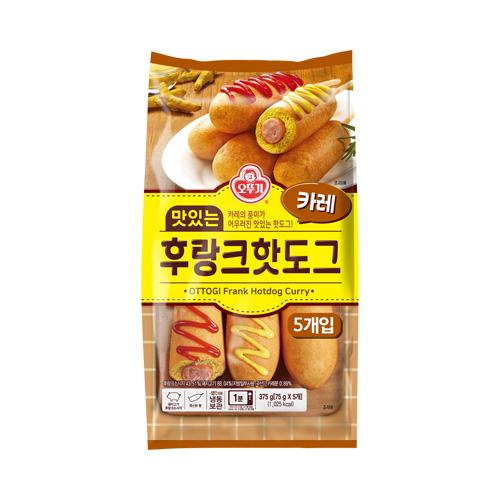 오뚜기
카레
맛있는
카레의 풍미가
어우러진 맛있는 핫도그!
후랑크핫도그
• OTTOGI Frank Hotdog Curry •
5개입
냉동
보관
1분
375 g(75 g X 5개)
(1,025 kcal)